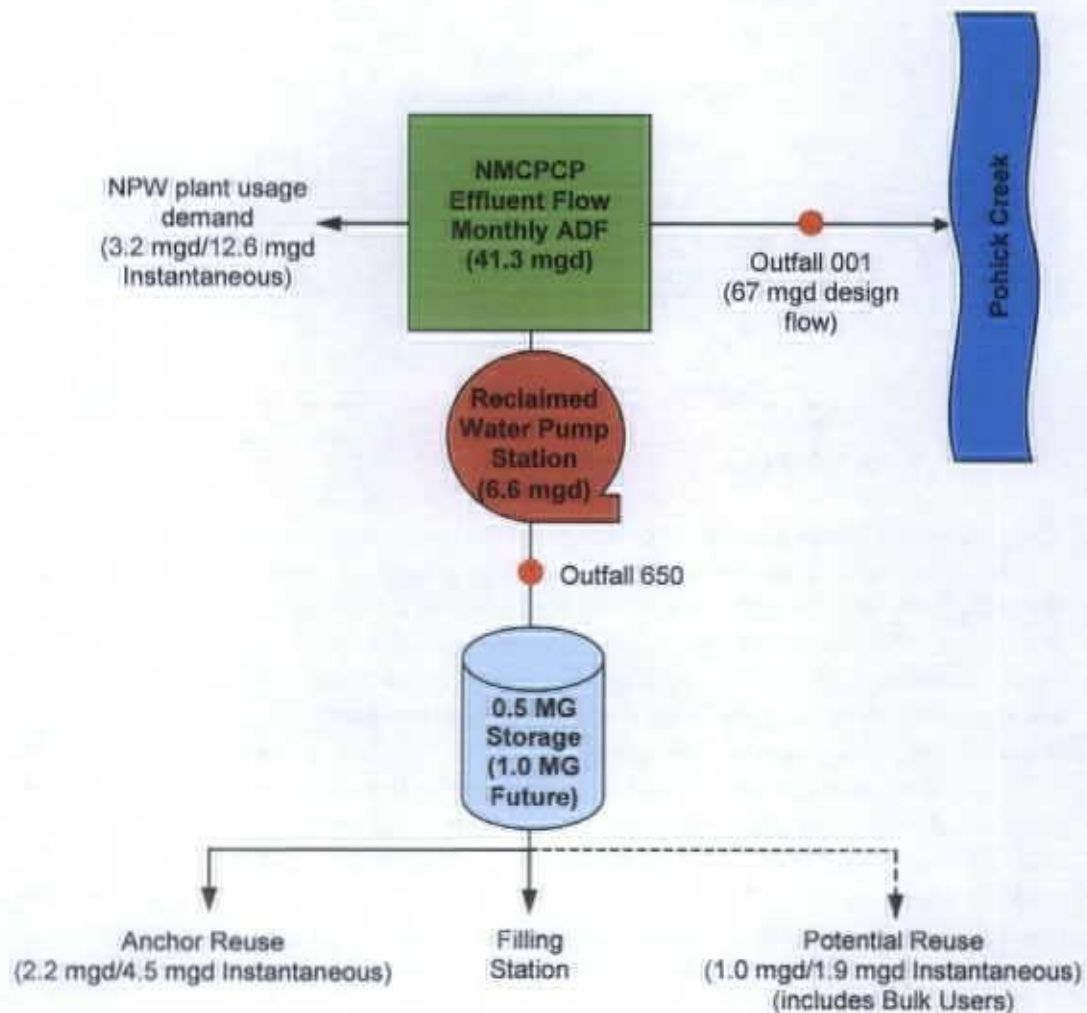 NMCPCP
Effluent Flow
Monthly ADF
(41.3 mgd)
NPW plant usage
demand
(3.2 mgd/12.6 mgd
Instantaneous)
Outfall 001
(67 mgd design
flow)
Pohick Creek
Reclaimed
Water Pump
Station
(6.6 mgd)
Outfall 650
0.5 MG
Storage
(1.0 MG
Future)
Anchor Reuse
(2.2 mgd/4.5 mgd Instantaneous)
Filling
Station
Potential Reuse
(1.0 mgd/1.9 mgd Instantaneous)
(includes Bulk Users)